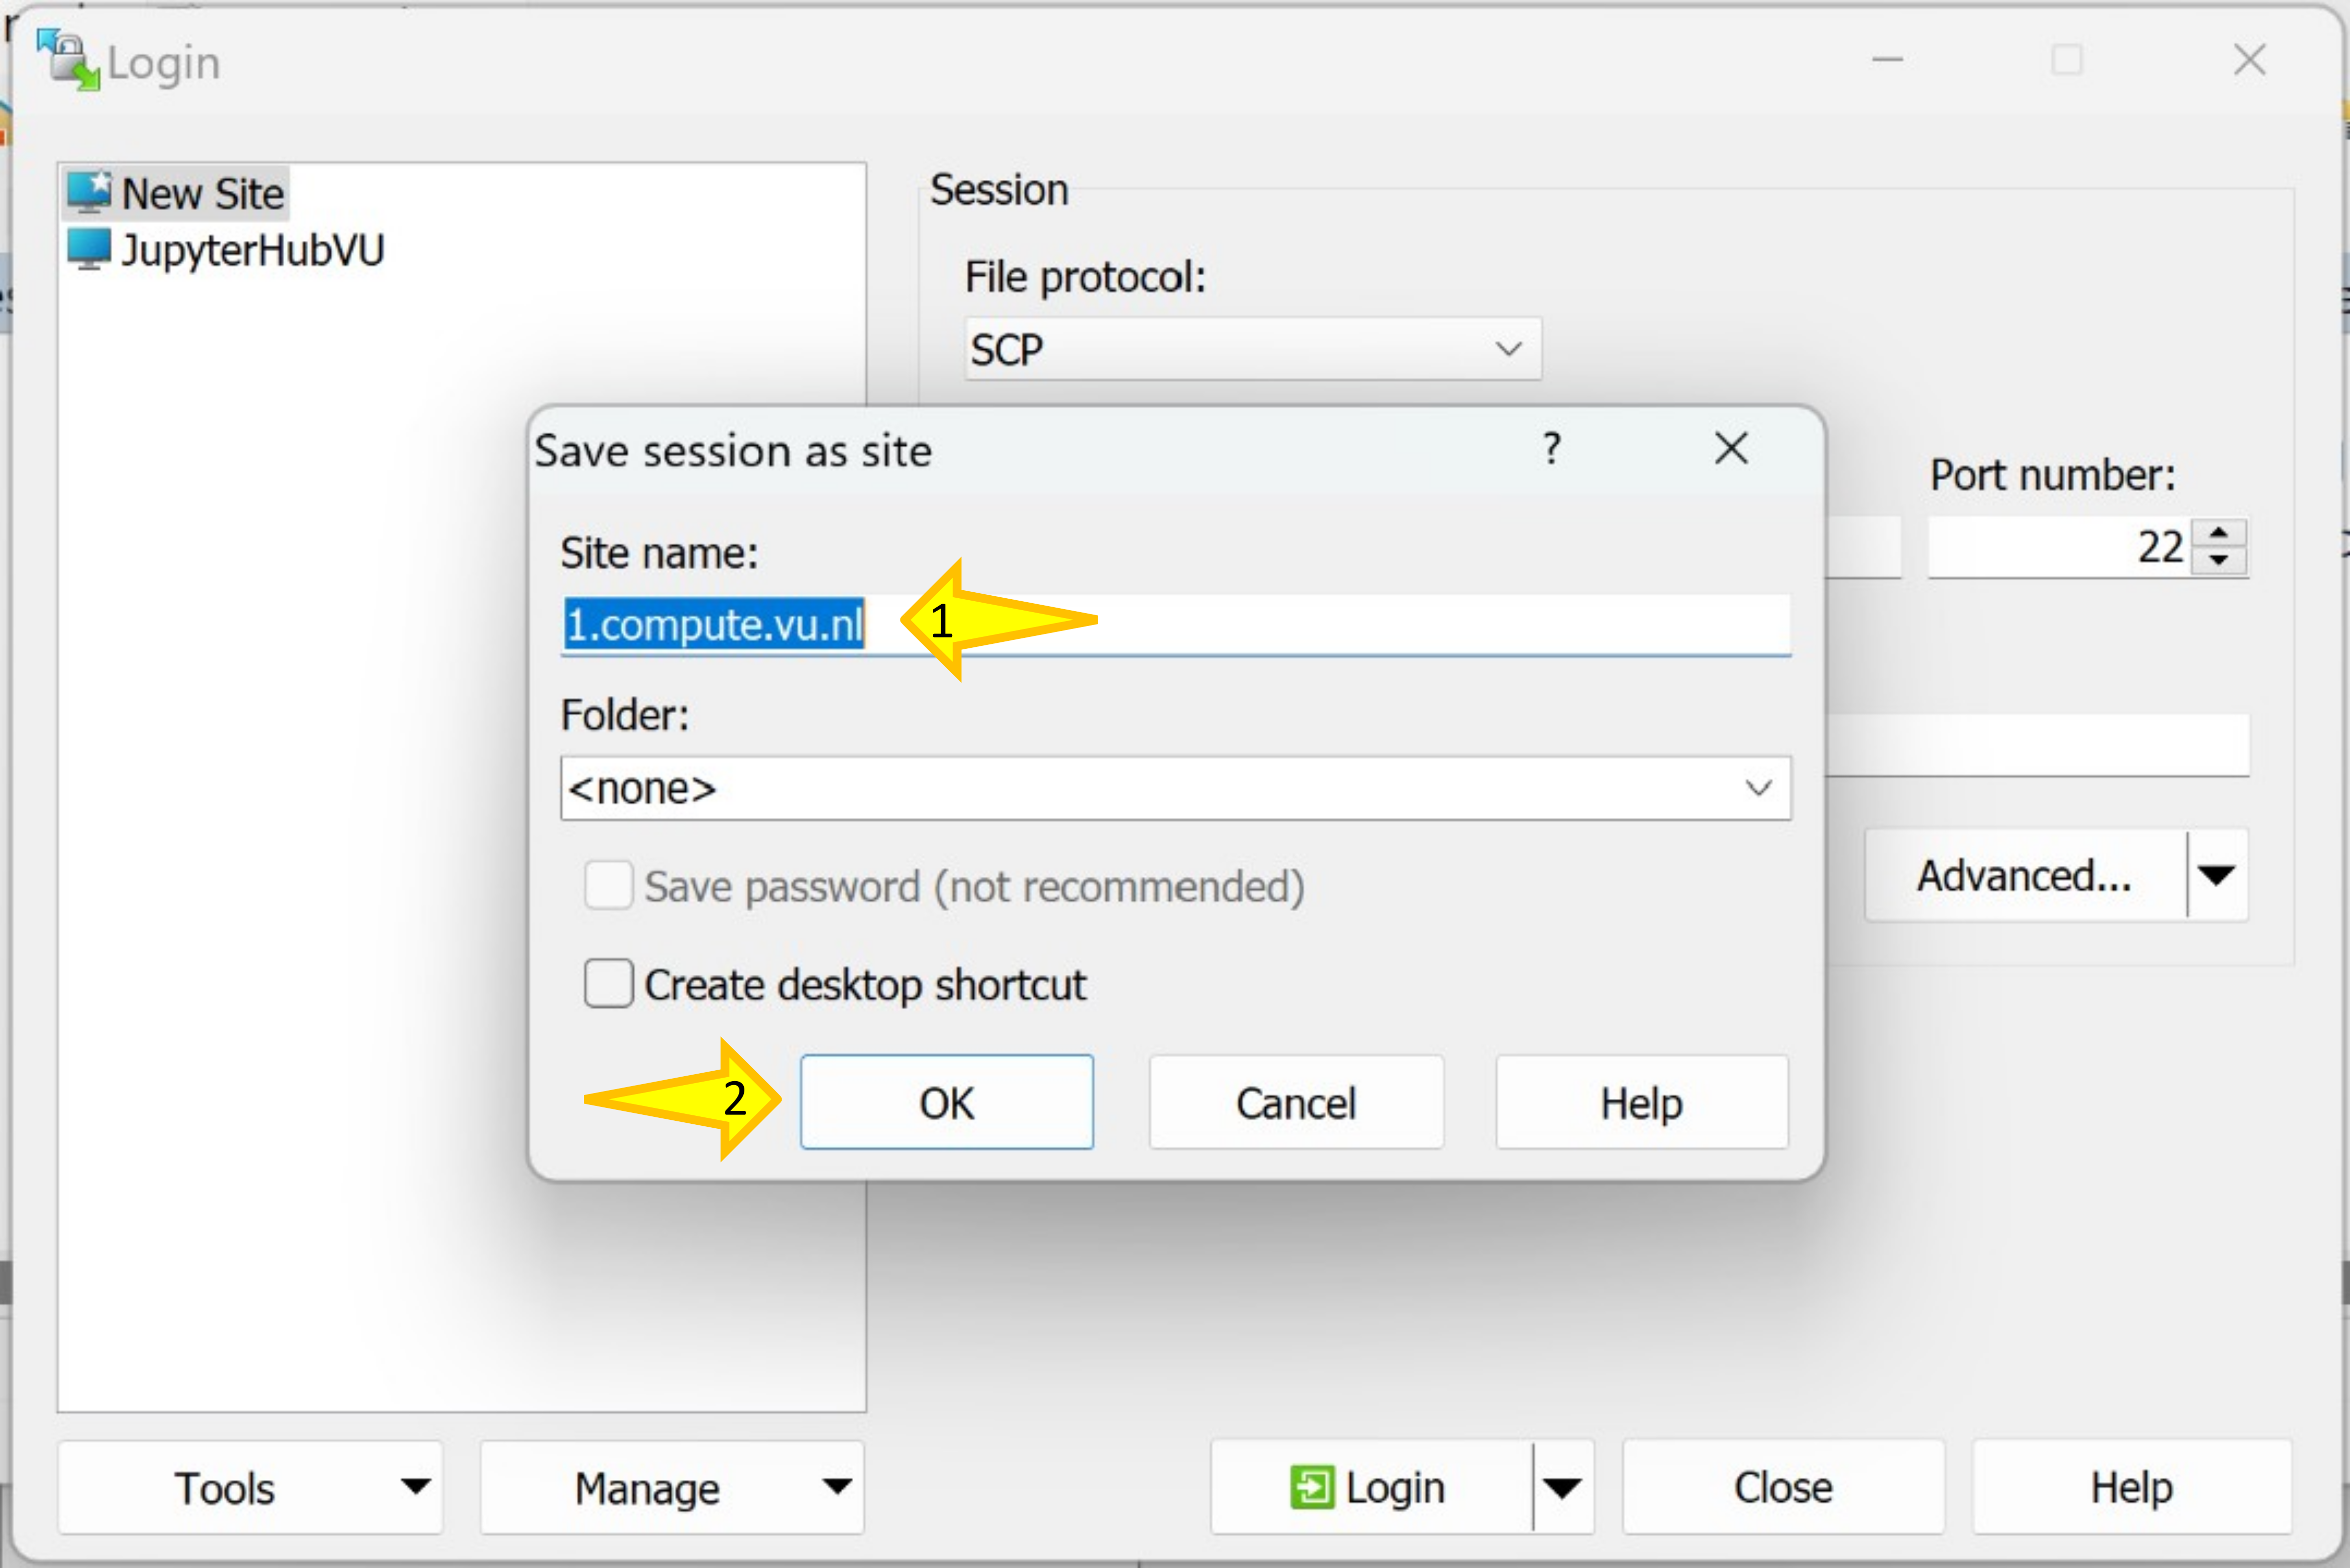 Login
New Site
JupyterHubVU
Session
File protocol:
SCP
Port number:
22
Save session as site
?
Site name:
1.compute.vu.nl
1
Folder:
<none>
Save password (not recommended)
Create desktop shortcut
2
OK
Cancel
Help
Advanced...
Tools
Manage
Login
Close
Help